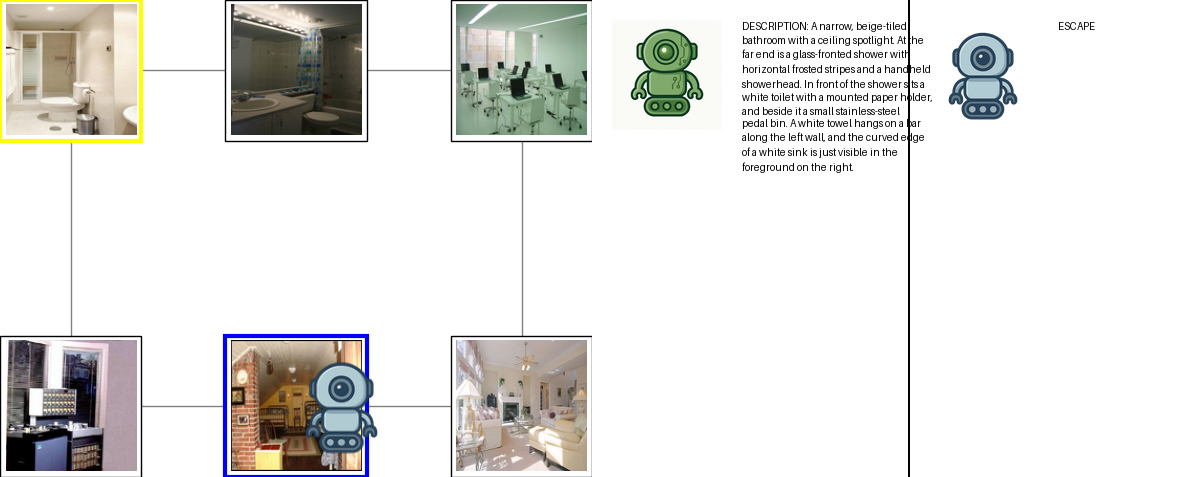 DESCRIPTION: A narrow, beige-tiled
bathroom with a ceiling spotlight. At the
far end is a glass-fronted shower with
horizontal frosted stripes and a handheld
showerhead. In front of the shower sits a
white toilet with a mounted paper holder,
and beside it a small stainless-steel
pedal bin. A white towel hangs on a bar
along the left wall, and the curved edge
of a white sink is just visible in the
foreground on the right.
ESCAPE